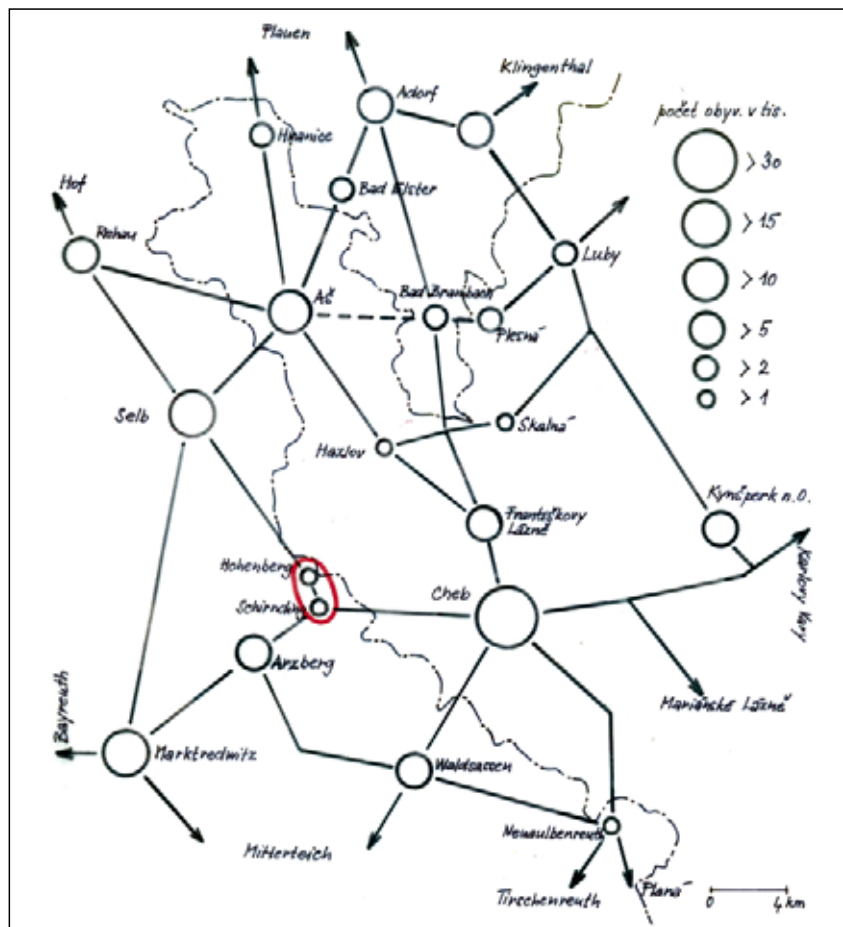 Plauen
Adorf
Klingenthal
počet obyv. v tis.
> 30
> 15
> 10
> 5
> 2
> 1
Hranice
Hof
Bad Elster
Rehau
Luby
Aš
Bad Brambach
Plesná
Selb
Hazlov
Skalná
Františkovy
Lázně
Kynšperk n.O.
Hohenberg
Cheb
Karlovy Vary
Schirnding
Arzberg
Mariánské Lázně
Bayreuth
Marktredwitz
Waldsassen
Neualbenreuth
Mitterteich
Tirschenreuth
Planá
0 4 km